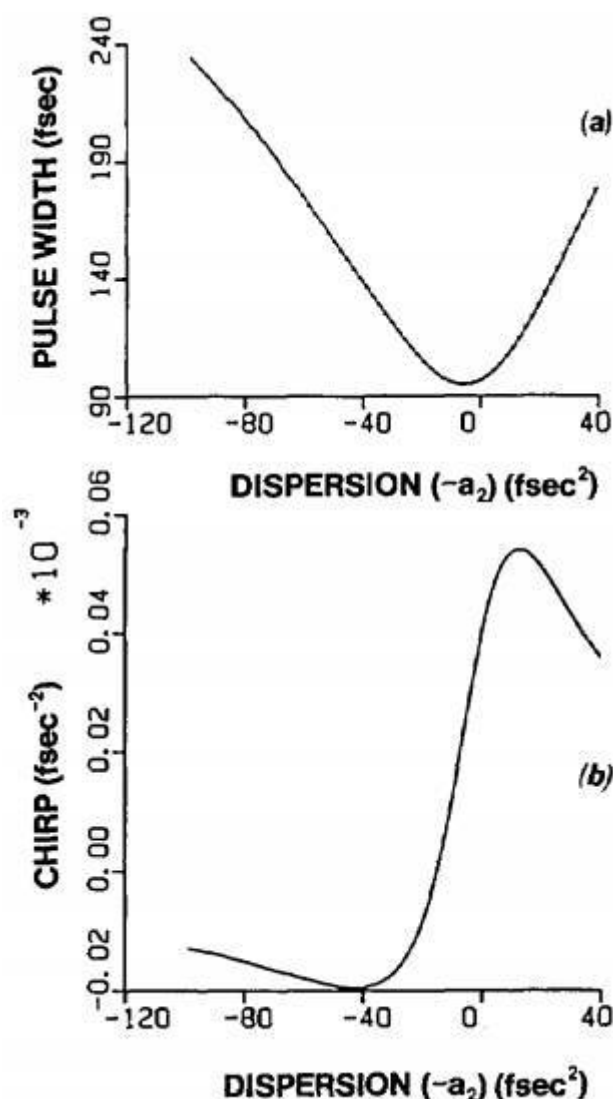 240
190
140
90
PULSE WIDTH (fsec)
(a)
-120 -80 -40 0 40
DISPERSION (-a₂) (fsec²)
*10⁻³
0.06
0.04
0.02
0.00
-0.02
CHIRP (fsec⁻²)
(b)
-120 -80 -40 0 40
DISPERSION (-a₂) (fsec²)